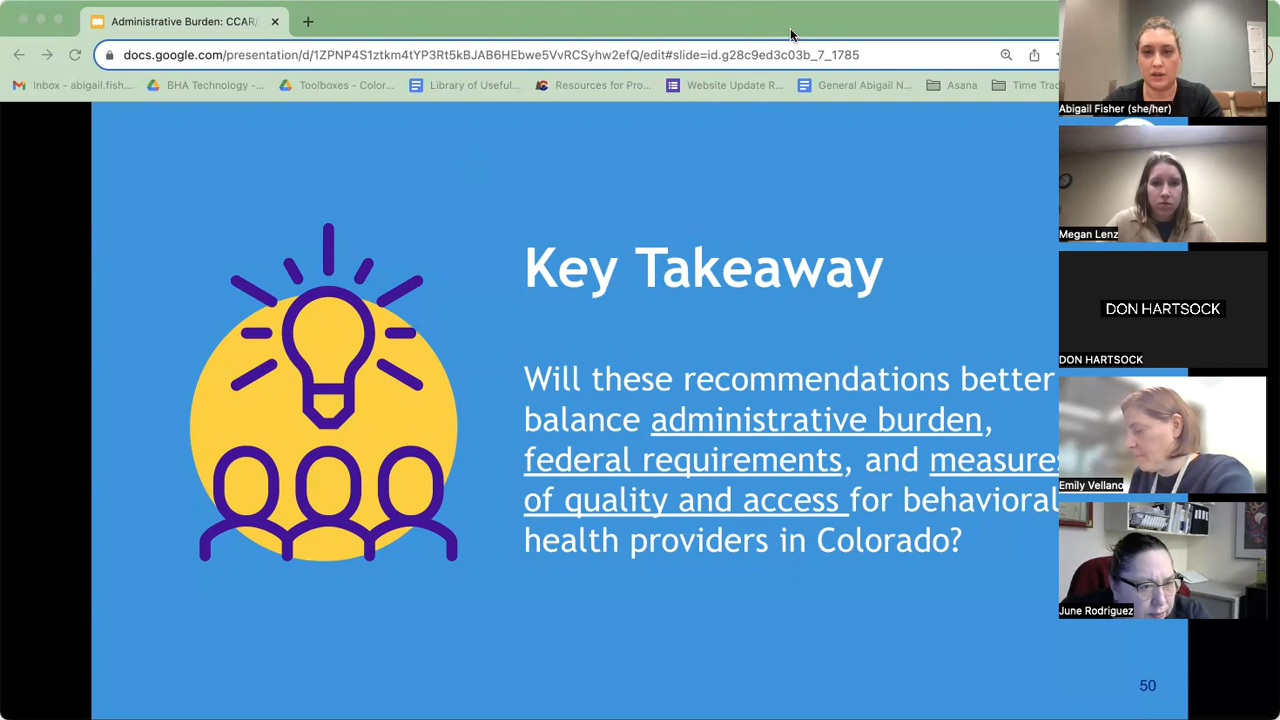 Administrative Burden: CCAR/
docs.google.com/presentation/d/1ZPNP4S1ztkm4tYP3Rt5kBJAB6HEbwe5VvRCSyhw2efQ/edit#slide=id.g28c9ed3c03b_7_1785
Inbox - abigail.fish...
BHA Technology -...
Toolboxes - Color...
Library of Useful...
Resources for Pro...
Website Update R...
General Abigail N...
Asana
Time Trac
Abigail Fisher (she/her)
Megan Lenz
DON HARTSOCK
DON HARTSOCK
Emily Vellano
June Rodriguez
Key Takeaway
Will these recommendations better
balance administrative burden,
federal requirements, and measures
of quality and access for behavioral
health providers in Colorado?
50